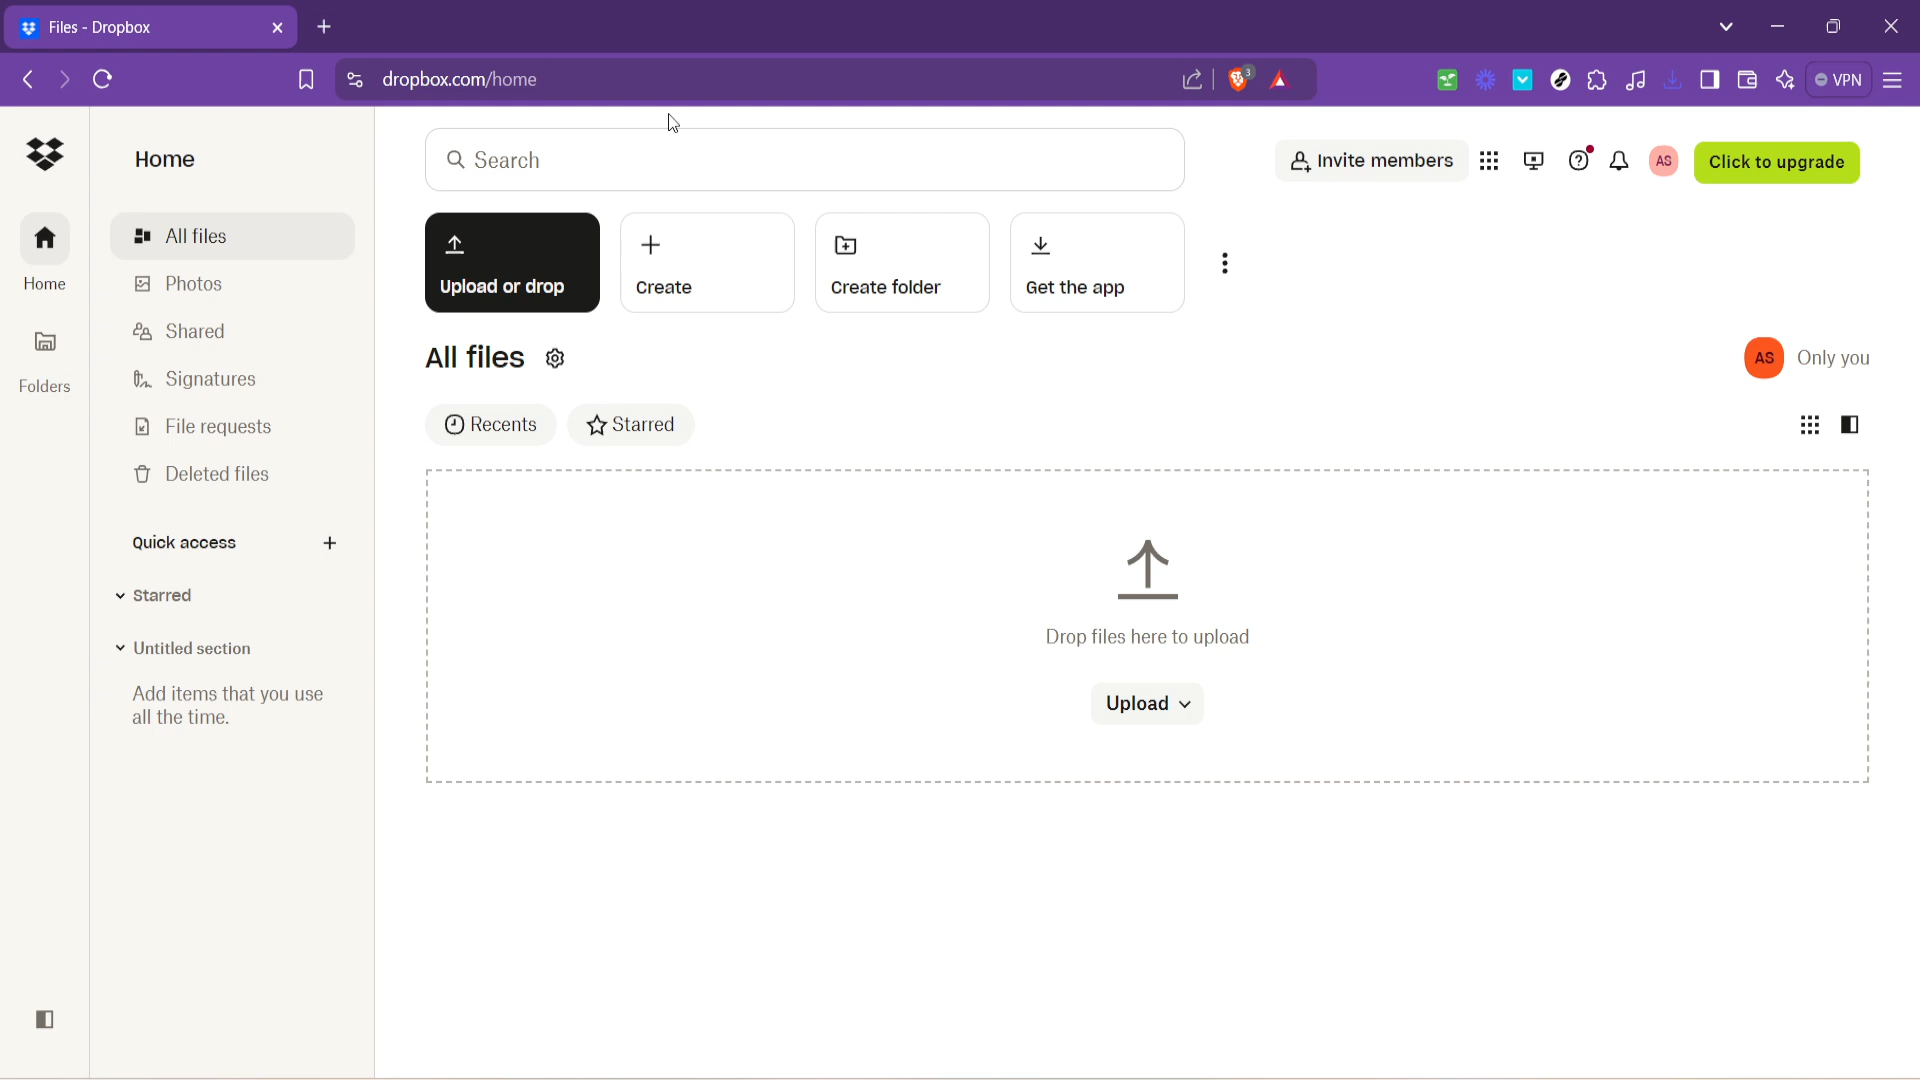 Files - Dropbox
dropbox.com/home
3
VPN
Home
Search
Invite members
AS
Click to upgrade
Home
Folders
All files
Photos
Shared
Signatures
File requests
Deleted files
Quick access
Starred
Untitled section
Add items that you use
all the time.
Upload or drop
Create
Create folder
Get the app
All files
AS
Only you
Recents
Starred
Drop files here to upload
Upload